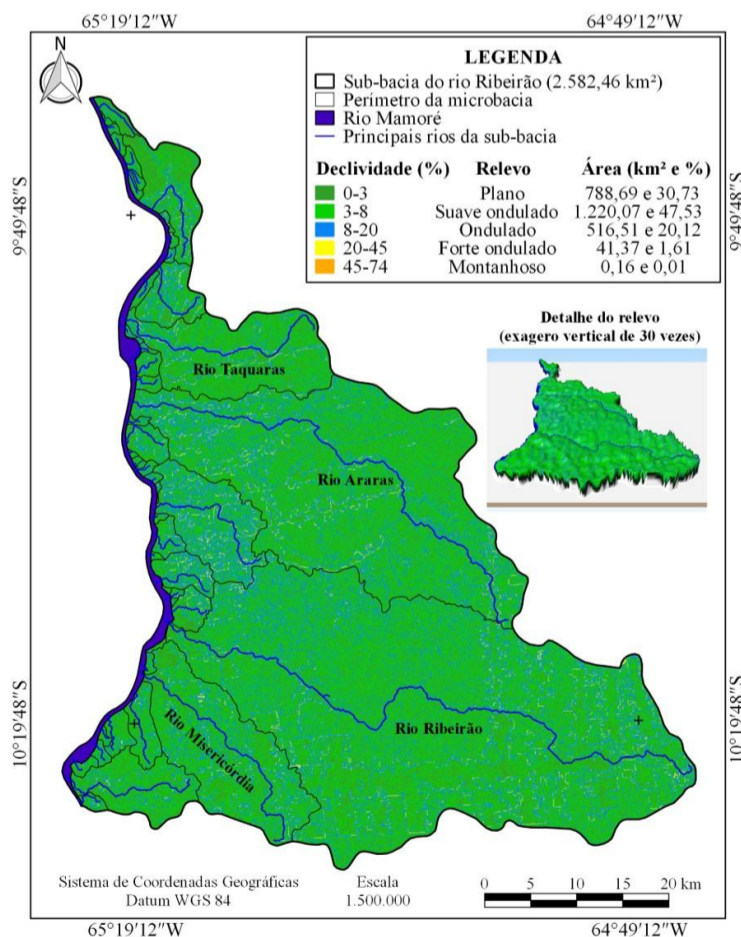 65°19'12"W 64°49'12"W
N
LEGENDA
Sub-bacia do rio Ribeirão (2.582,46 km²)
Perímetro da microbacia
Rio Mamoré
Principais rios da sub-bacia
Declividade (%) Relevo Área (km² e %)
0-3 Plano 788,69 e 30,73
3-8 Suave ondulado 1.220,07 e 47,53
8-20 Ondulado 516,51 e 20,12
20-45 Forte ondulado 41,37 e 1,61
45-74 Montanhoso 0,16 e 0,01
9°49'48"S 9°49'48"S
Detalhe do relevo
(exagero vertical de 30 vezes)
Rio Taquaras
Rio Araras
Rio Ribeirão
Rio Misericórdia
10°19'48"S 10°19'48"S
Sistema de Coordenadas Geográficas
Datum WGS 84
Escala
1.500.000
0 5 10 15 20 km
65°19'12"W 64°49'12"W